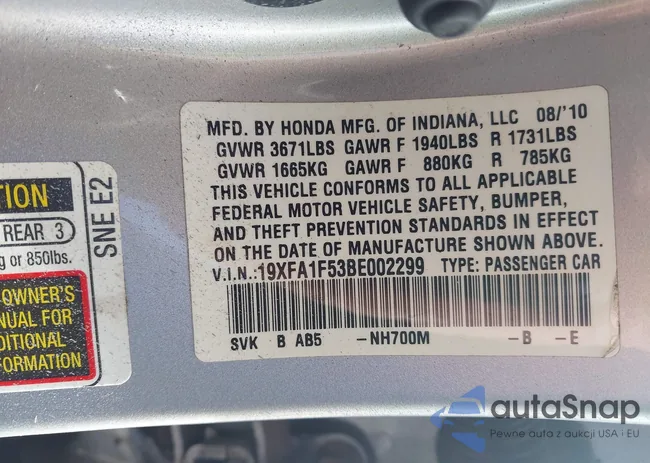 TION
REAR 3
g or 850lbs.
OWNER'S
NUAL FOR
DITIONAL
FORMATION
SNE E2
MFD. BY HONDA MFG. OF INDIANA, LLC 08/'10
GVWR 3671LBS GAWR F 1940LBS R 1731LBS
GVWR 1665KG GAWR F 880KG R 785KG
THIS VEHICLE CONFORMS TO ALL APPLICABLE
FEDERAL MOTOR VEHICLE SAFETY, BUMPER,
AND THEFT PREVENTION STANDARDS IN EFFECT
ON THE DATE OF MANUFACTURE SHOWN ABOVE.
V.I.N.:19XFA1F53BE002299 TYPE: PASSENGER CAR
SVK B AB5 -NH700M -B -E
autaSnap
Pewne auta z aukcji USA i EU